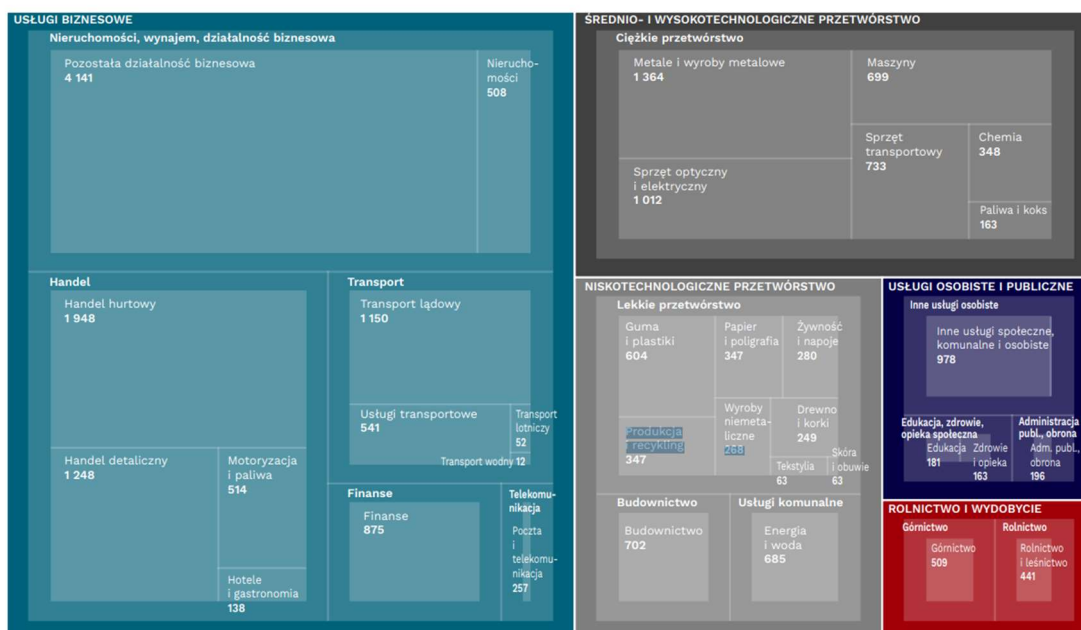 USŁUGI BIZNESOWE
Nieruchomości, wynajem, działalność biznesowa
Pozostała działalność biznesowa
4 141
Nierucho-
mości
508
Handel
Handel hurtowy
1 948
Handel detaliczny
1 248
Motoryzacja
i paliwa
514
Hotele
i gastronomia
138
Transport
Transport lądowy
1 150
Usługi transportowe
541
Transport
lotniczy
52
Transport wodny 12
Finanse
Finanse
875
Telekomu-
nikacja
Poczta
i
telekomu-
nikacja
257
ŚREDNIO- I WYSOKOTECHNOLOGICZNE PRZETWÓRSTWO
Ciężkie przetwórstwo
Metale i wyroby metalowe
1 364
Maszyny
699
Sprzęt optyczny
i elektryczny
1 012
Sprzęt
transportowy
733
Chemia
348
Paliwa i koks
163
NISKOTECHNOLOGICZNE PRZETWÓRSTWO
Lekkie przetwórstwo
Guma
i plastiki
604
Papier
i poligrafia
347
Żywność
i napoje
280
Produkcja
i recykling
347
Wyroby
niemeta-
liczne
268
Drewno
i korki
249
Tekstylia
63
Skóra
i obuwie
63
Budownictwo
Budownictwo
702
Usługi komunalne
Energia
i woda
685
USŁUGI OSOBISTE I PUBLICZNE
Inne usługi osobiste
Inne usługi społeczne,
komunalne i osobiste
978
Edukacja, zdrowie,
opieka społeczna
Edukacja
181
Zdrowie
i opieka
163
Administracja
publ., obrona
Adm. publ.,
obrona
196
ROLNICTWO I WYDOBYCIE
Górnictwo
Górnictwo
509
Rolnictwo
Rolnictwo
i leśnictwo
441